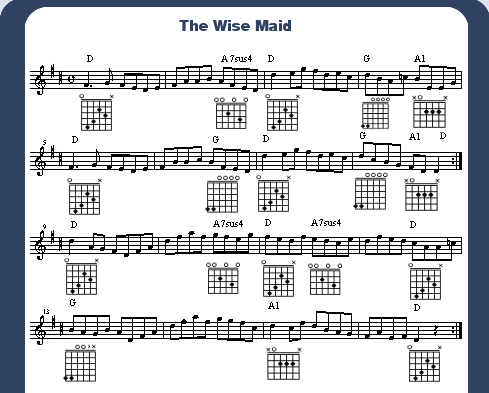 The Wise Maid
D A7sus4 D G A1
5
D G D G A1 D
9
D A7sus4 D A7sus4 D
G A1 D
13